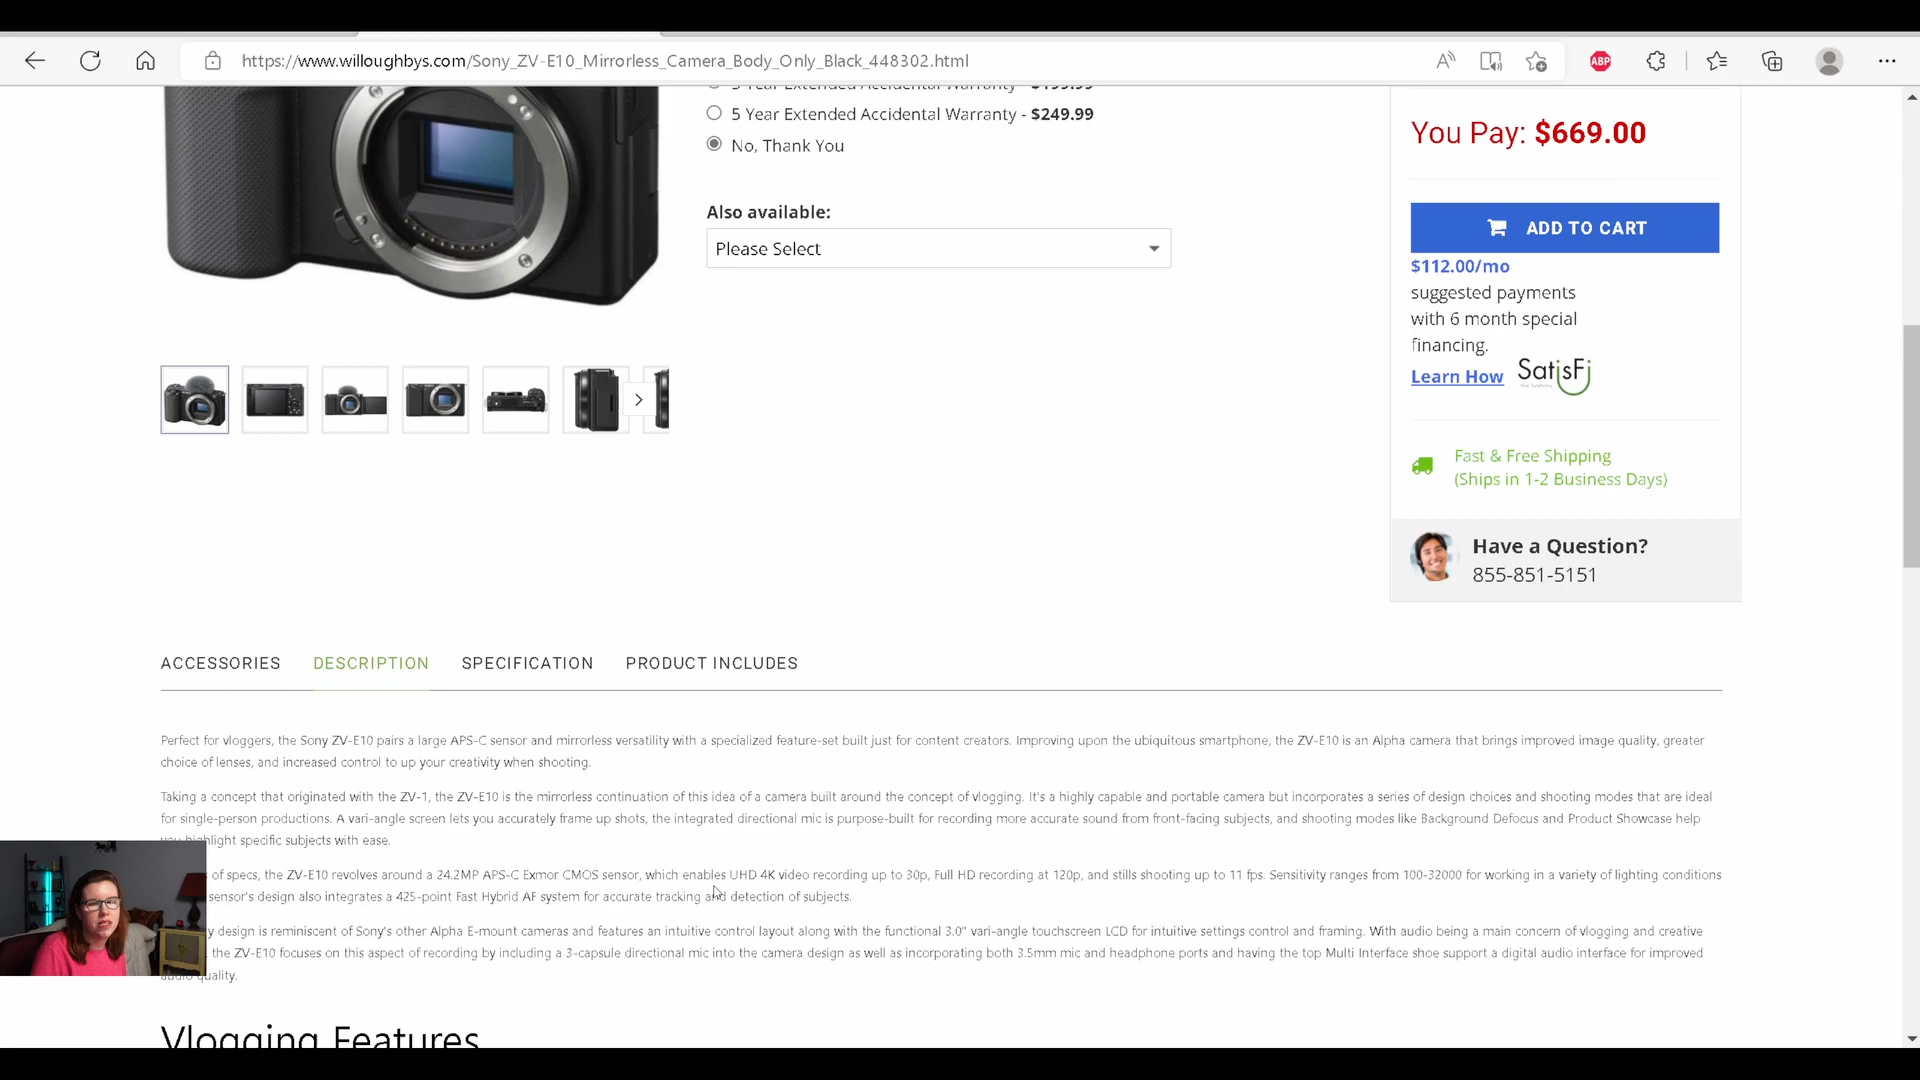 https://www.willoughbys.com/Sony_ZV-E10_Mirrorless_Camera_Body_Only_Black_448302.html
ABP
3 Year Extended Accidental Warranty - $199.99
5 Year Extended Accidental Warranty - $249.99
No, Thank You
Also available:
Please Select
You Pay: $669.00
ADD TO CART
$112.00/mo
suggested payments
with 6 month special
financing.
Learn How
SatisFi
Fast & Free Shipping
(Ships in 1-2 Business Days)
Have a Question?
855-851-5151
ACCESSORIES DESCRIPTION SPECIFICATION PRODUCT INCLUDES
Perfect for vloggers, the Sony ZV-E10 pairs a large APS-C sensor and mirrorless versatility with a specialized feature-set built just for content creators. Improving upon the ubiquitous smartphone, the ZV-E10 is an Alpha camera that brings improved image quality, greater
choice of lenses, and increased control to up your creativity when shooting.
Taking a concept that originated with the ZV-1, the ZV-E10 is the mirrorless continuation of this idea of a camera built around the concept of vlogging. It's a highly capable and portable camera but incorporates a series of design choices and shooting modes that are ideal
for single-person productions. A vari-angle screen lets you accurately frame up shots, the integrated directional mic is purpose-built for recording more accurate sound from front-facing subjects, and shooting modes like Background Defocus and Product Showcase help
you highlight specific subjects with ease.
of specs, the ZV-E10 revolves around a 24.2MP APS-C Exmor CMOS sensor, which enables UHD 4K video recording up to 30p, Full HD recording at 120p, and stills shooting up to 11 fps. Sensitivity ranges from 100-32000 for working in a variety of lighting conditions
sensor's design also integrates a 425-point Fast Hybrid AF system for accurate tracking and detection of subjects.
y design is reminiscent of Sony's other Alpha E-mount cameras and features an intuitive control layout along with the functional 3.0" vari-angle touchscreen LCD for intuitive settings control and framing. With audio being a main concern of vlogging and creative
the ZV-E10 focuses on this aspect of recording by including a 3-capsule directional mic into the camera design as well as incorporating both 3.5mm mic and headphone ports and having the top Multi Interface shoe support a digital audio interface for improved
audio quality.
Vlogging Features